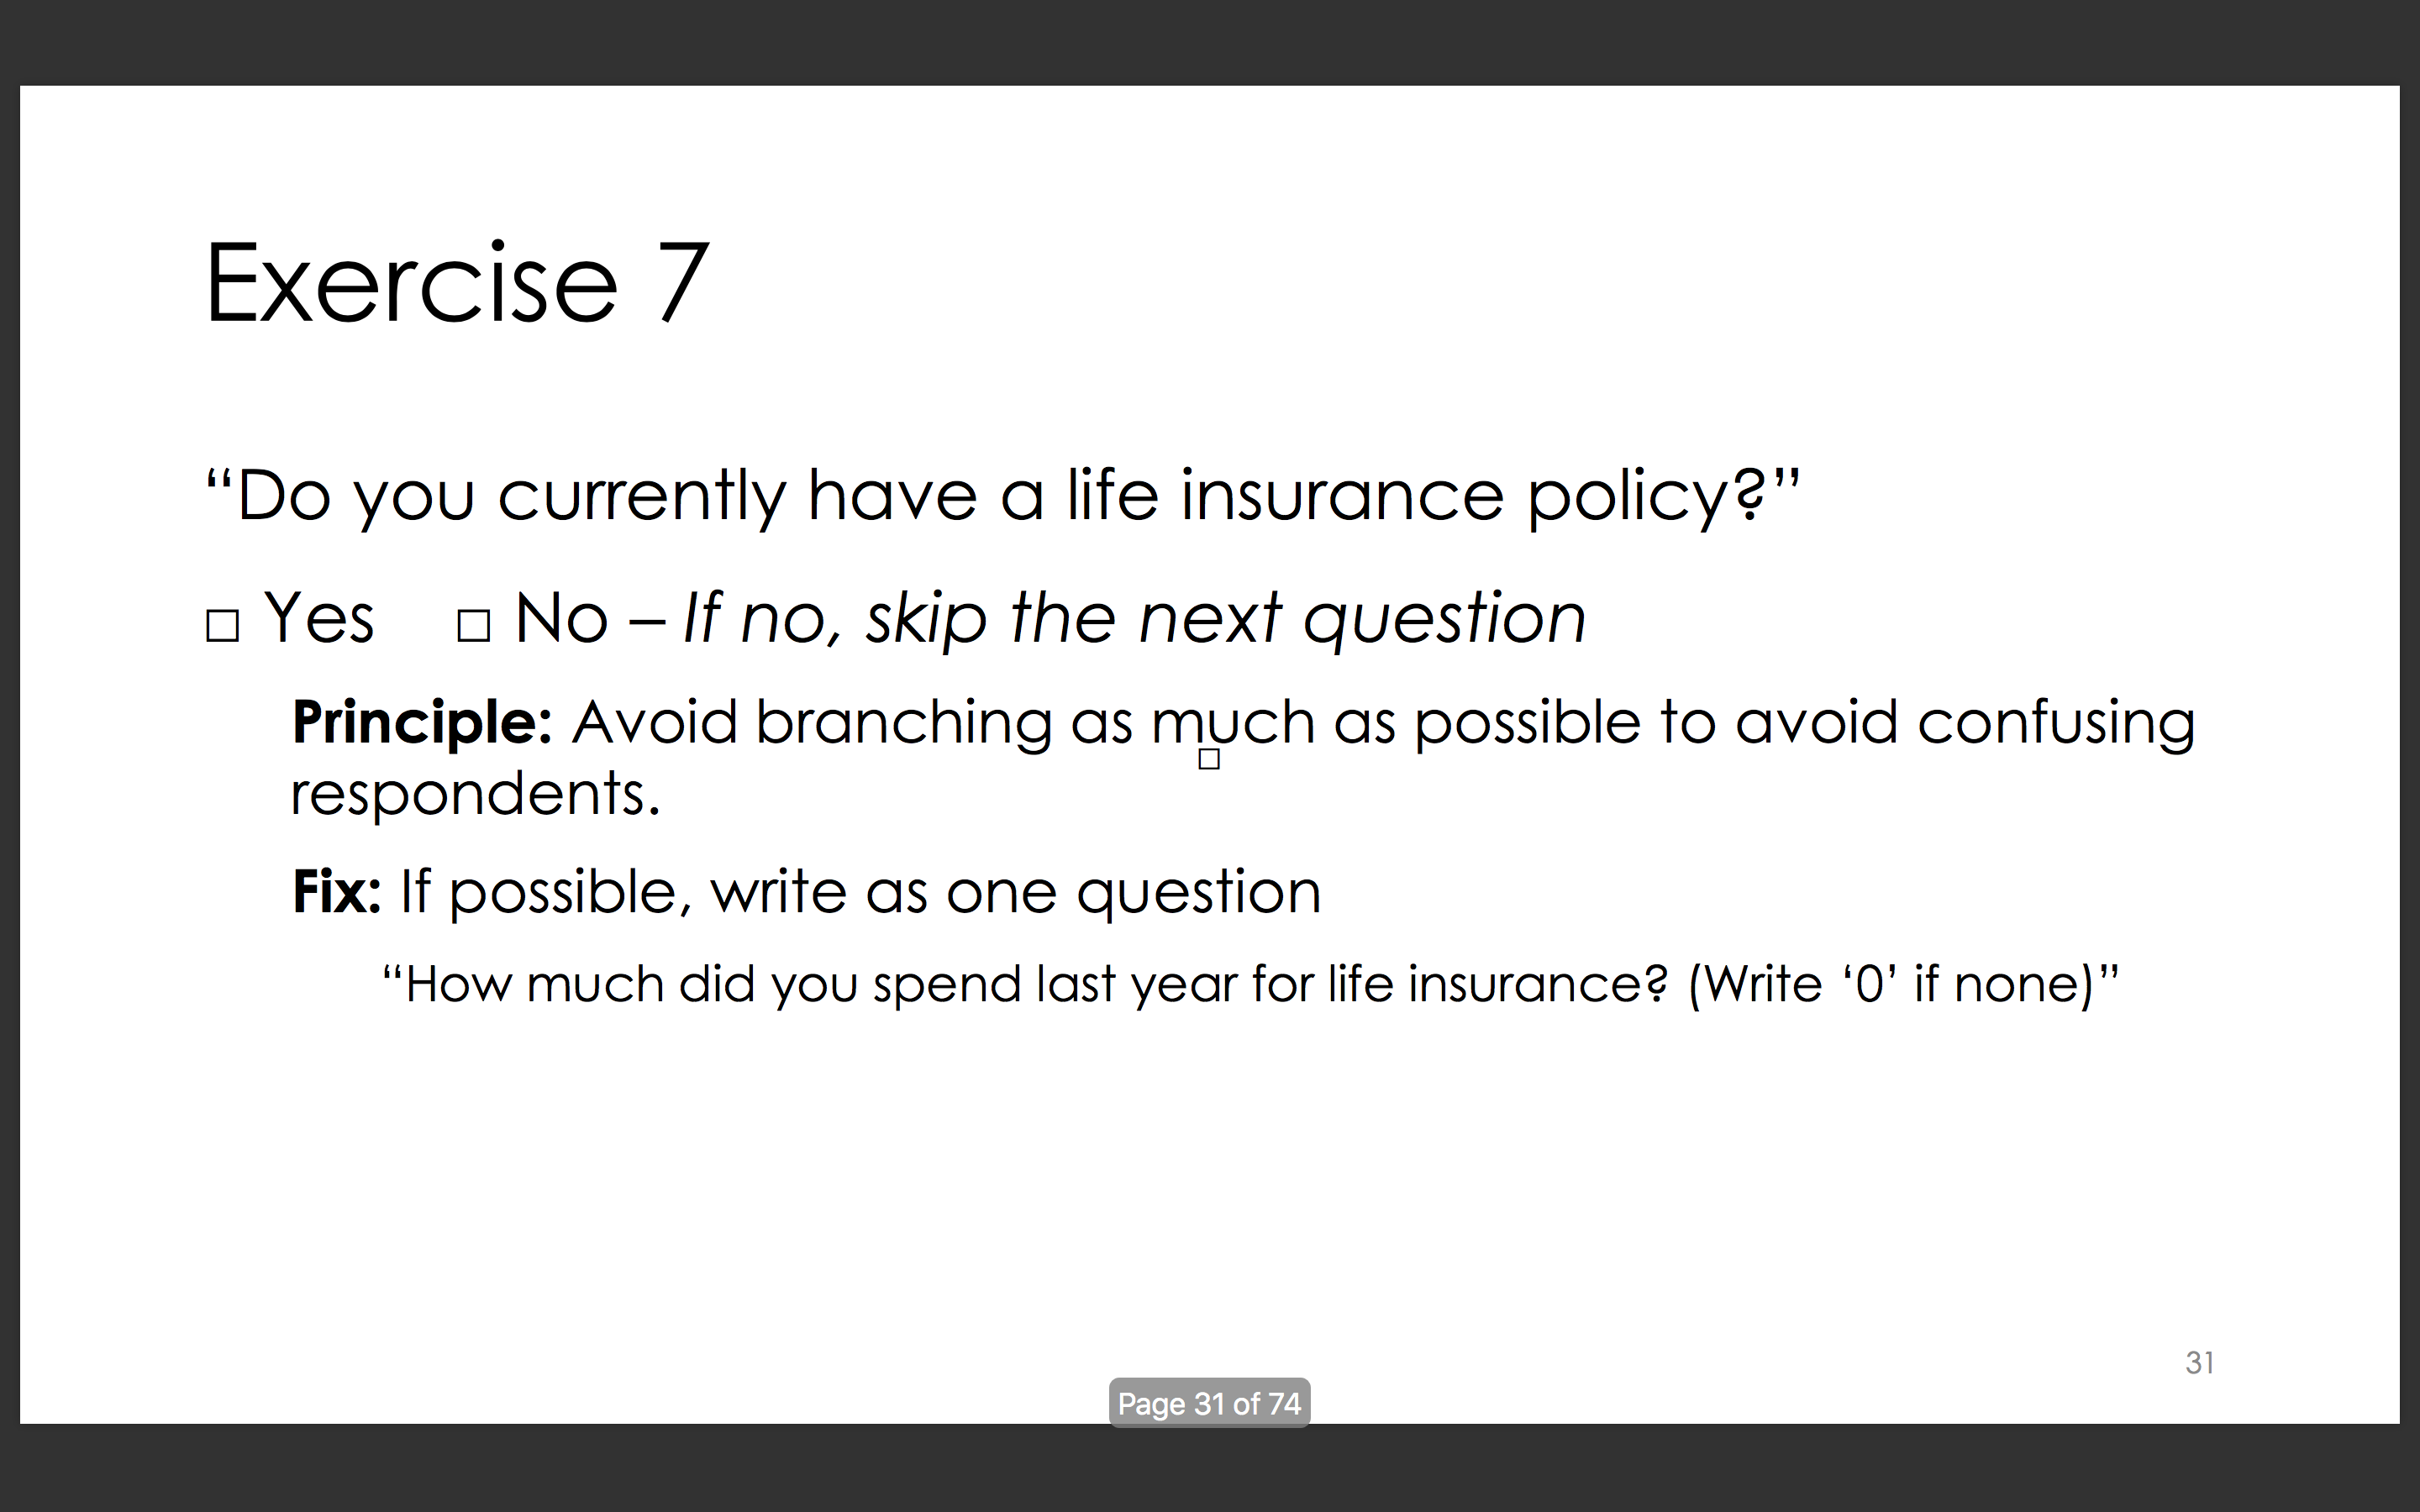 Exercise 7
“Do you currently have a life insurance policy?”
□ Yes □ No – If no, skip the next question
Principle: Avoid branching as much as possible to avoid confusing
respondents.
Fix: If possible, write as one question
“How much did you spend last year for life insurance? (Write ‘0’ if none)”
31
Page 31 of 74